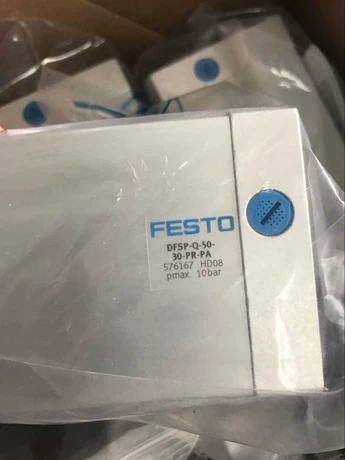 FESTO
DFSP-Q-50-
30-PR-PA
576167 HD08
pmax. 10bar